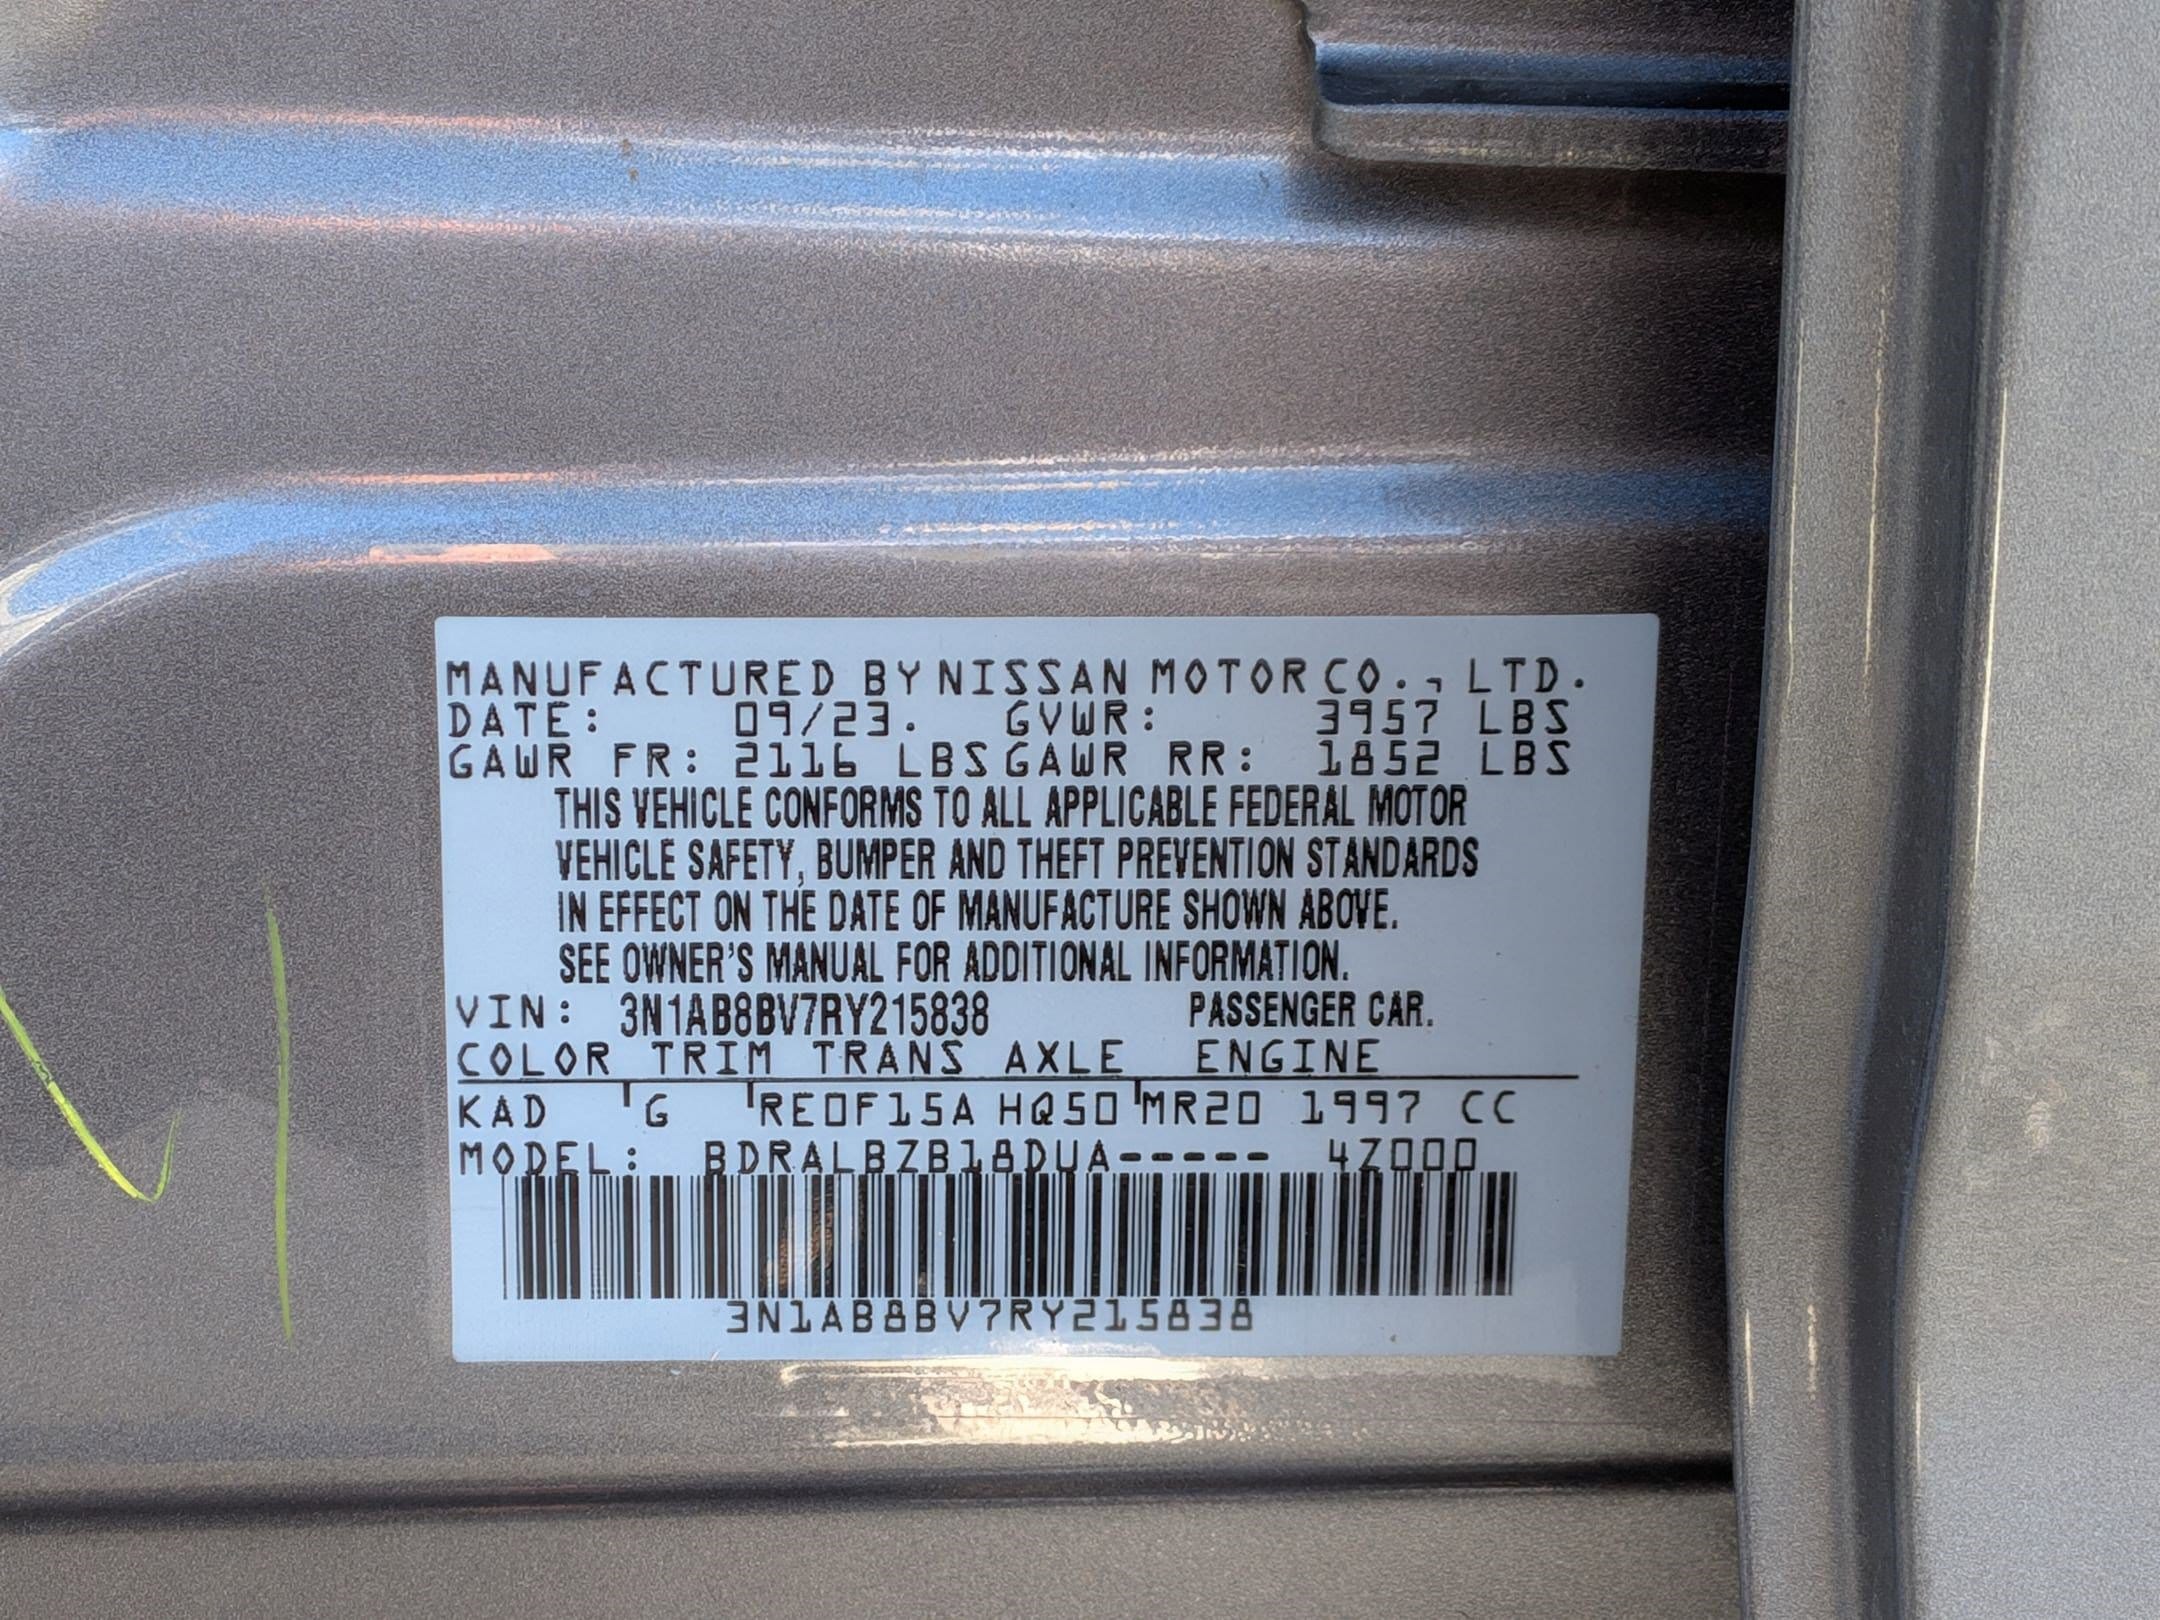 MANUFACTURED BY NISSAN MOTOR CO., LTD.
DATE: 09/23. GVWR: 3957 LBS
GAWR FR: 2116 LBS GAWR RR: 1852 LBS
THIS VEHICLE CONFORMS TO ALL APPLICABLE FEDERAL MOTOR
VEHICLE SAFETY, BUMPER AND THEFT PREVENTION STANDARDS
IN EFFECT ON THE DATE OF MANUFACTURE SHOWN ABOVE.
SEE OWNER'S MANUAL FOR ADDITIONAL INFORMATION.
VIN: 3N1AB8BV7RY215838 PASSENGER CAR.
COLOR TRIM TRANS AXLE ENGINE
KAD G RE0F15A HQ50 MR20 1997 CC
MODEL: BDRALBZB18DUA----- 4Z000
3N1AB8BV7RY215838